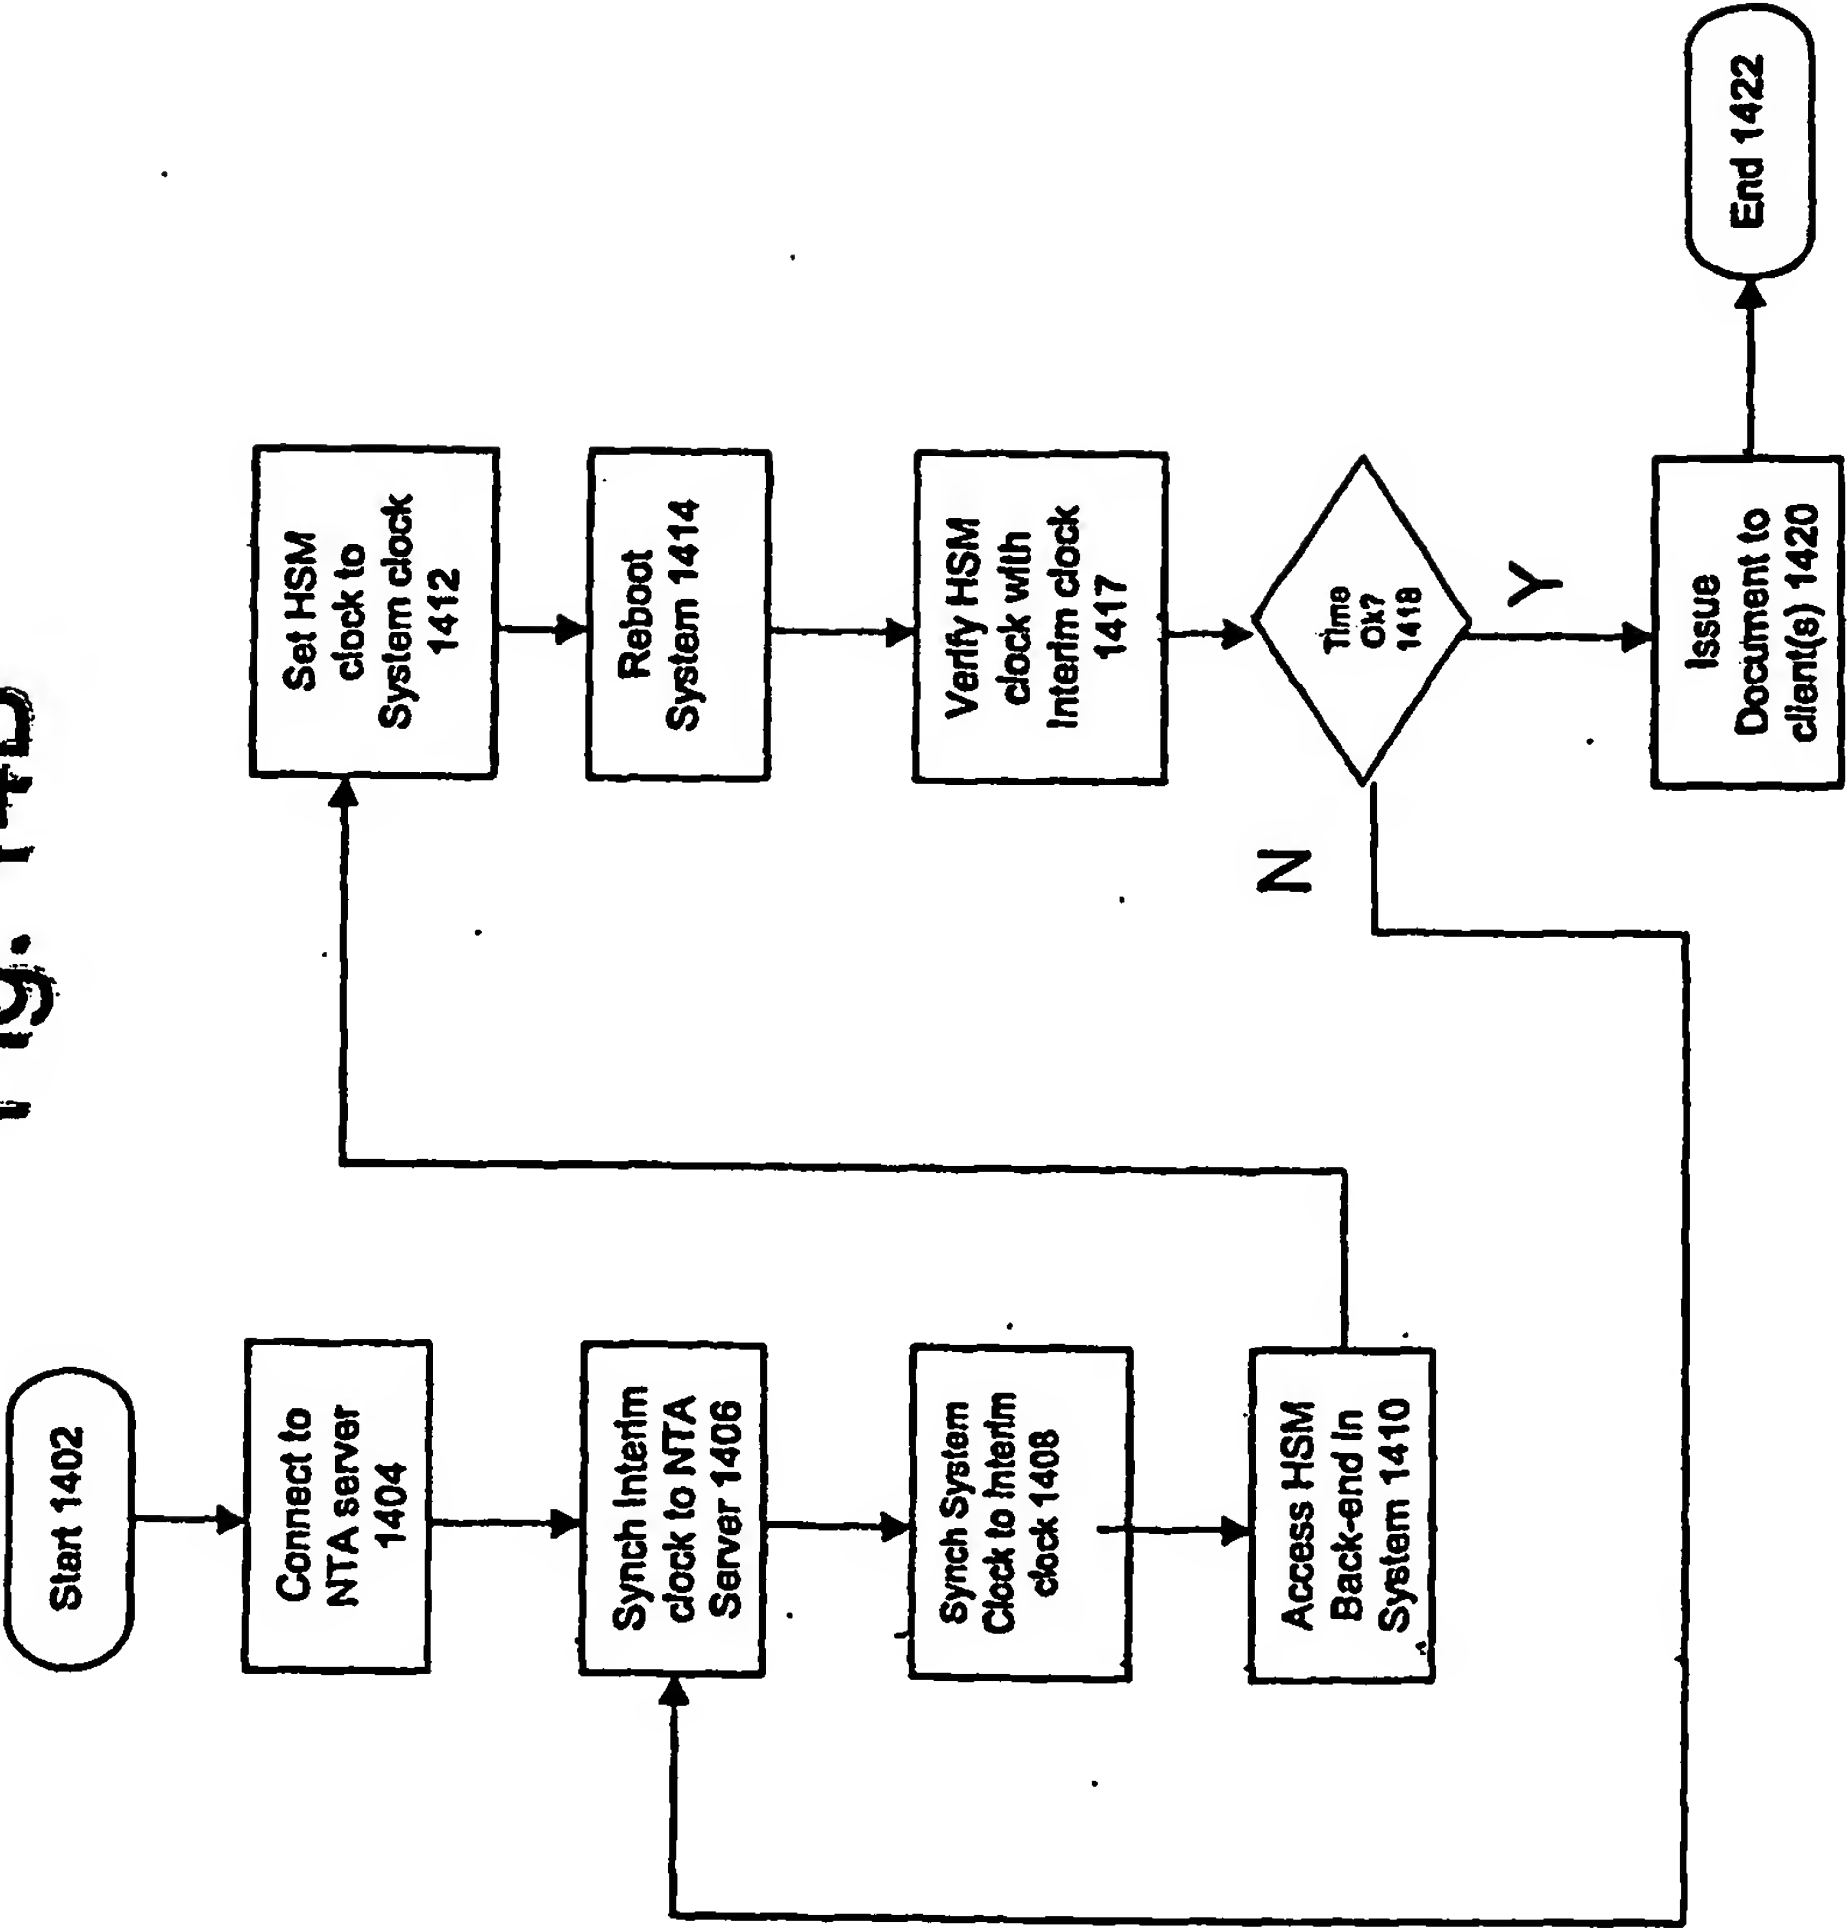 Start 1402
Connect to
NTA server
1404
Synch Interim
clock to NTA
Server 1406
Synch System
Clock to Interim
clock 1408
Access HSM
Back-end in
System 1410
Set HSM
clock to
System clock
1412
Reboot
System 1414
Verify HSM
clock with
Interim clock
1417
Time
Ok?
1418
N
Y
Issue
Document to
client(s) 1420
End 1422